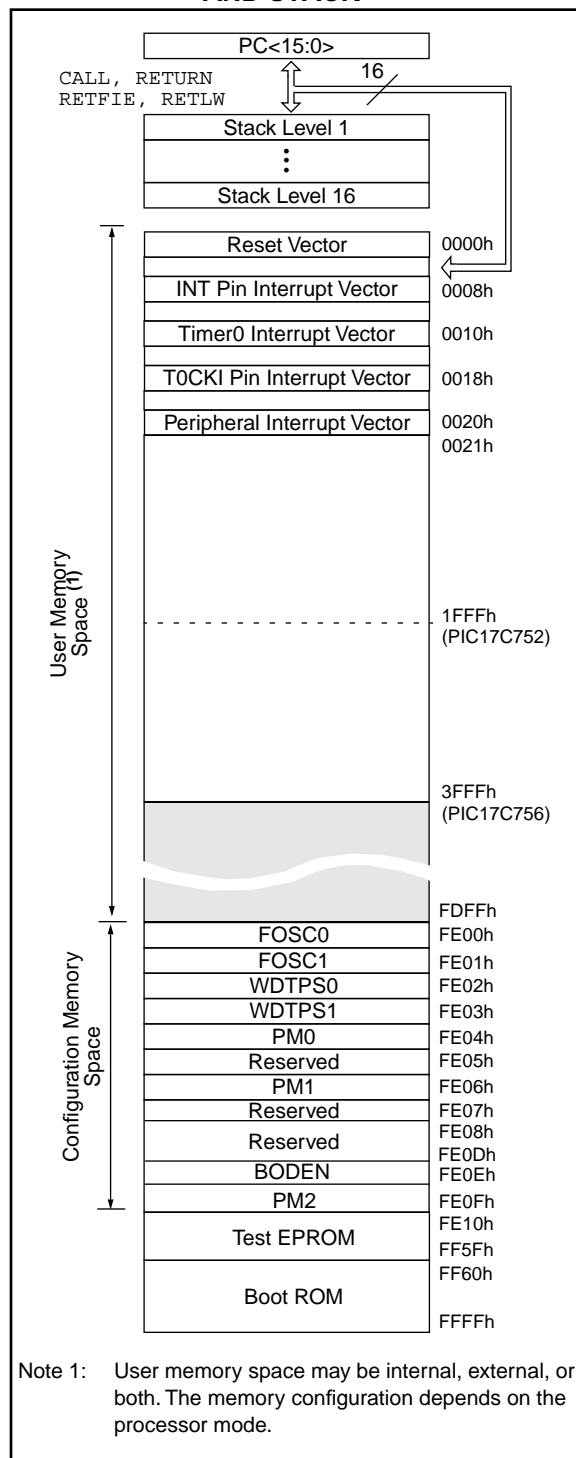 AND STACK
PC<15:0>
CALL, RETURN
RETFIE, RETLW
16
Stack Level 1
Stack Level 16
Reset Vector 0000h
INT Pin Interrupt Vector 0008h
Timer0 Interrupt Vector 0010h
T0CKI Pin Interrupt Vector 0018h
Peripheral Interrupt Vector 0020h
0021h
User Memory
Space (1)
1FFFh
(PIC17C752)
3FFFh
(PIC17C756)
FDFFh
Configuration Memory
Space
FOSC0 FE00h
FOSC1 FE01h
WDTPS0 FE02h
WDTPS1 FE03h
PM0 FE04h
Reserved FE05h
PM1 FE06h
Reserved FE07h
FE08h
Reserved
FE0Dh
BODEN FE0Eh
PM2 FE0Fh
FE10h
Test EPROM
FF5Fh
FF60h
Boot ROM
FFFFh
Note 1: User memory space may be internal, external, or
both. The memory configuration depends on the
processor mode.